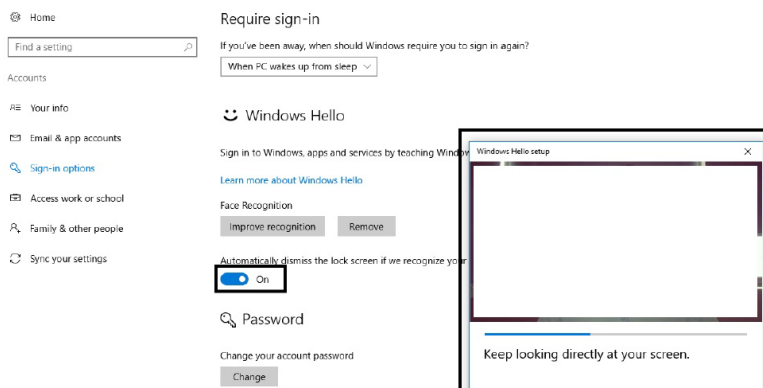 Home
Find a setting
Accounts
Your info
Email & app accounts
Sign-in options
Access work or school
Family & other people
Sync your settings
Require sign-in
If you've been away, when should Windows require you to sign in again?
When PC wakes up from sleep
Windows Hello
Sign in to Windows, apps and services by teaching Window
Learn more about Windows Hello
Face Recognition
Improve recognition Remove
Automatically dismiss the lock screen if we recognize your
On
Password
Change your account password
Change
Windows Hello setup
Keep looking directly at your screen.